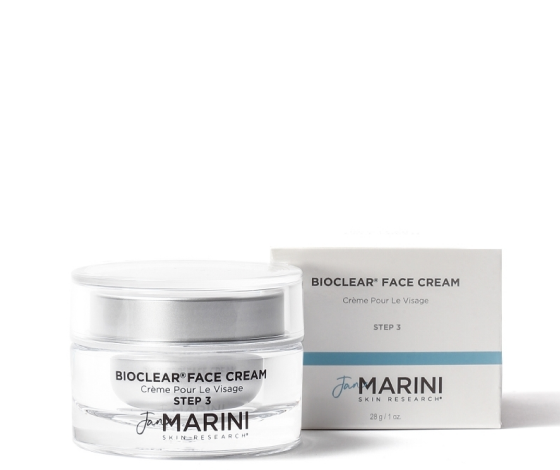 BIOCLEAR® FACE CREAM
Crème Pour Le Visage
STEP 3
Jan MARINI
SKIN RESEARCH®
28 g / 1 oz.
BIOCLEAR® FACE CREAM
Crème Pour Le Visage
STEP 3
Jan MARINI
SKIN RESEARCH®